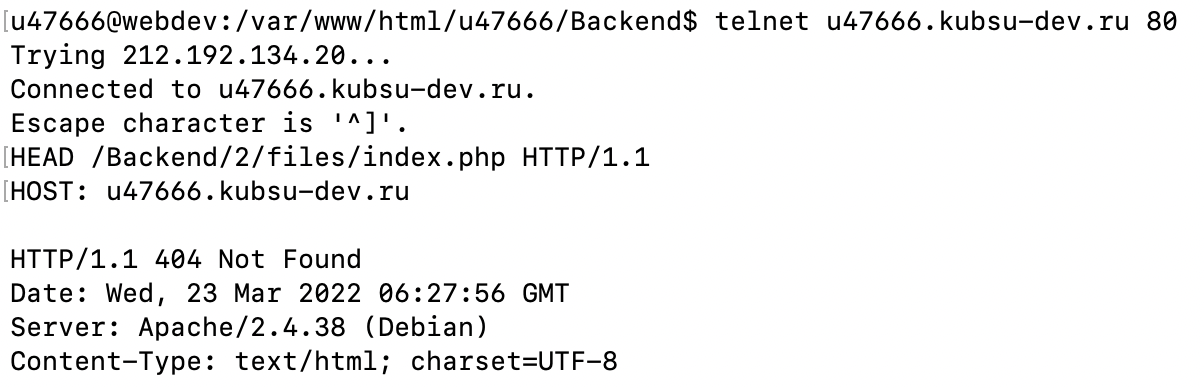 [u47666@webdev:/var/www/html/u47666/Backend$ telnet u47666.kubsu-dev.ru 80
Trying 212.192.134.20...
Connected to u47666.kubsu-dev.ru.
Escape character is '^]'.
[HEAD /Backend/2/files/index.php HTTP/1.1
[HOST: u47666.kubsu-dev.ru

HTTP/1.1 404 Not Found
Date: Wed, 23 Mar 2022 06:27:56 GMT
Server: Apache/2.4.38 (Debian)
Content-Type: text/html; charset=UTF-8